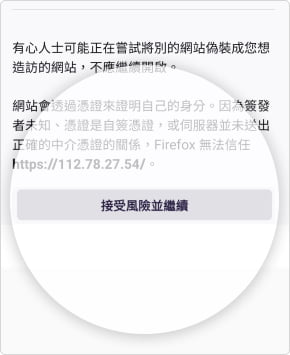 有心人士可能正在嘗試將別的網站偽裝成您想
造訪的網站，不應繼續開啟。
網站會透過憑證來證明自己的身分。因為簽發
者未知、憑證是自簽憑證，或伺服器並未送出
正確的中介憑證的關係，Firefox 無法信任
https://112.78.27.54/。
接受風險並繼續